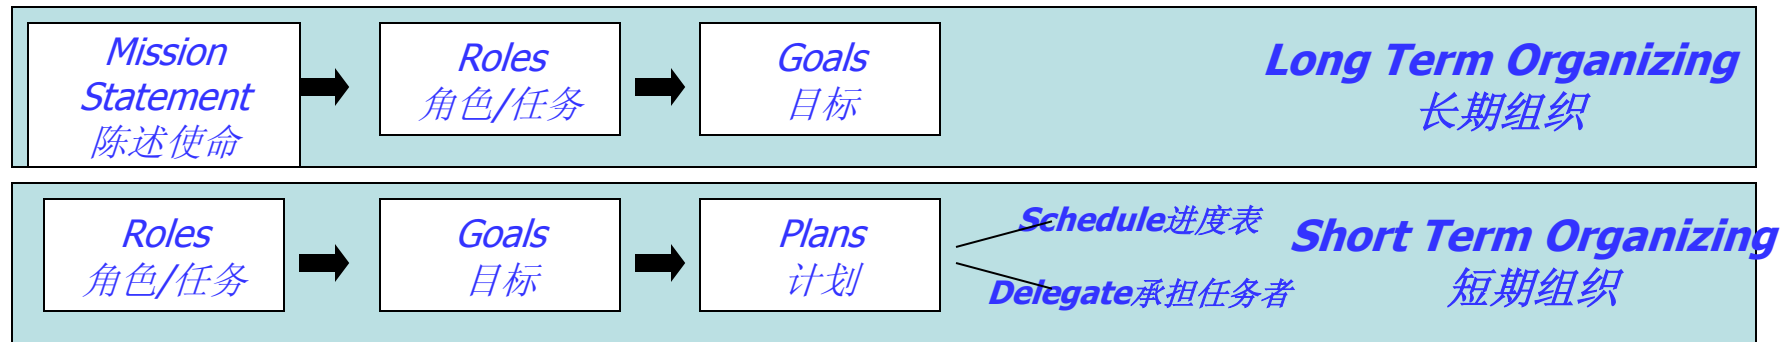 Mission
Statement
陈述使命
Roles
角色/任务
Goals
目标
Long Term Organizing
长期组织
Roles
角色/任务
Goals
目标
Plans
计划
Schedule进度表
Delegate承担任务者
Short Term Organizing
短期组织